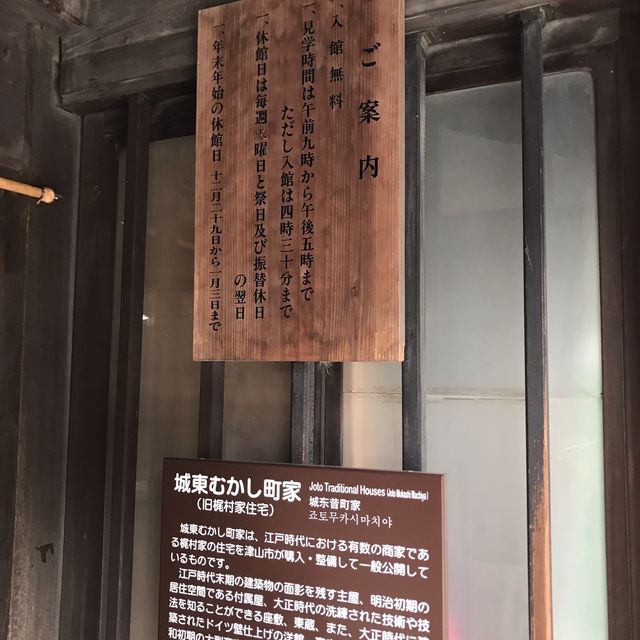 ご案内
一、入館無料
一、見学時間は午前九時から午後五時まで
ただし入館は四時三十分まで
一、休館日は毎週火曜日と祭日及び振替休日
の翌日
一、年末年始の休館日 十二月二十九日から一月三日まで
城東むかし町家
(旧梶村家住宅)
Joto Traditional Houses (Joto Mukashi Machiya)
城东昔町家
죠토무카시마치야
城東むかし町家は、江戸時代における有数の商家であ
る梶村家の住宅を津山市が購入・整備して一般公開して
いるものです。
江戸時代末期の建築物の面影を残す主屋、明治初期の
居住空間である付属屋、大正時代の洗練された技術や技
法を知ることができる座敷、東蔵、また、大正時代に
築されたドイツ壁仕上げの洋館
和初期の